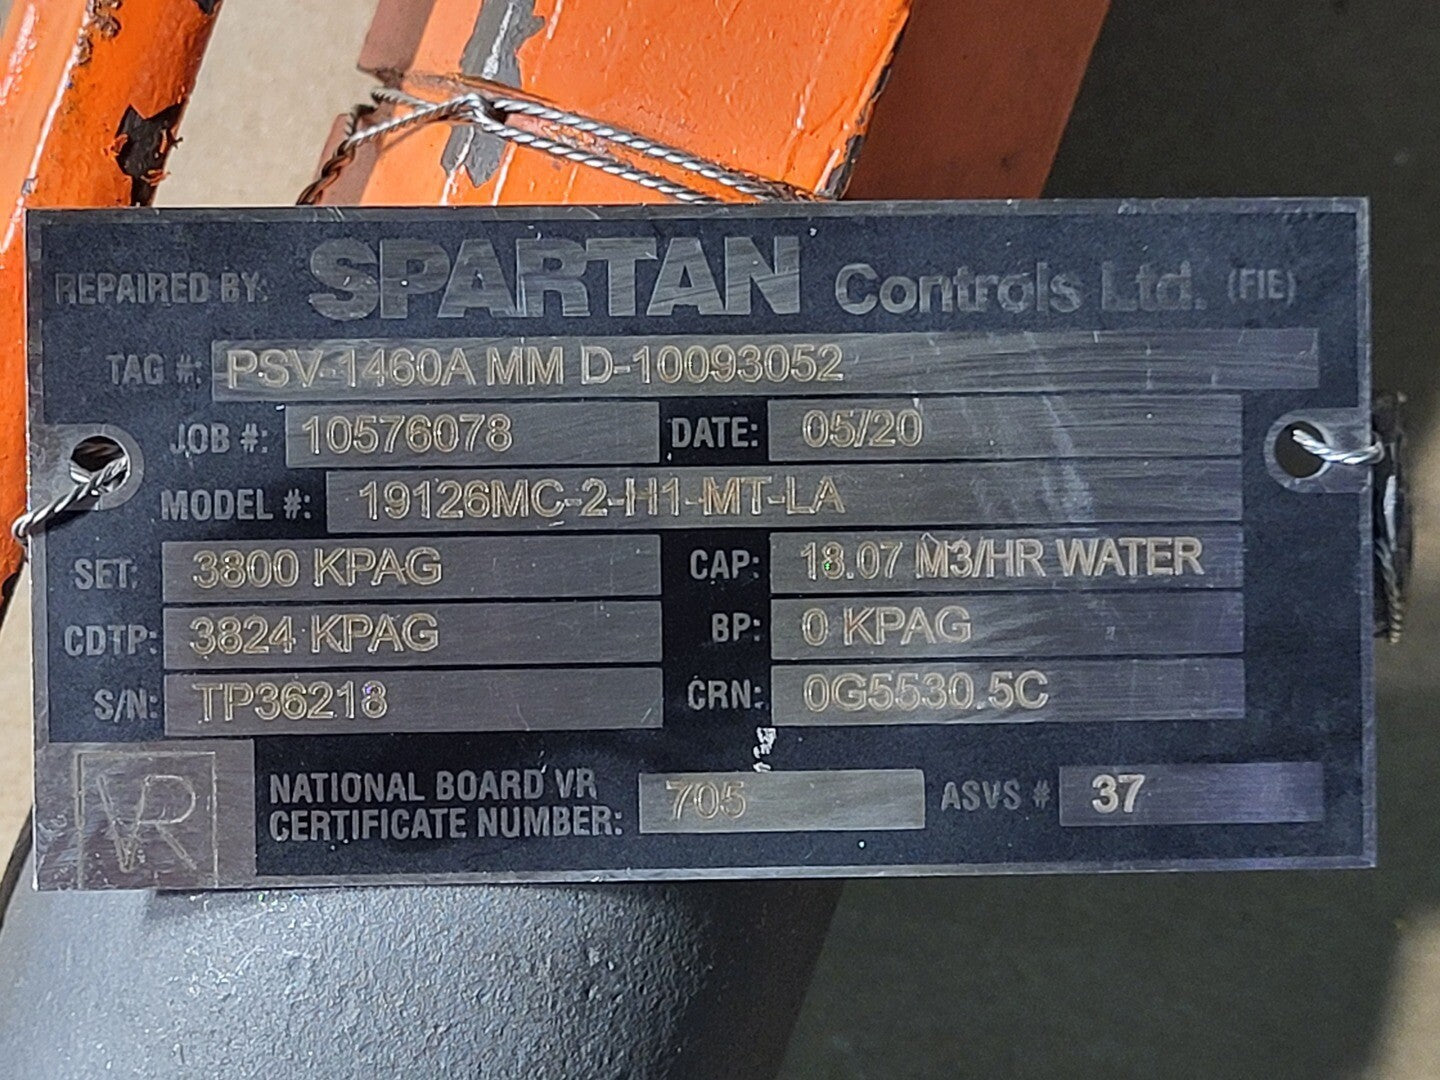 REPAIRED BY: SPARTAN Controls Ltd. (FIE)
TAG #: PSV-1460A MM D-10093052
JOB #: 10576078 DATE: 05/20
MODEL #: 19126MC-2-H1-MT-LA
SET: 3800 KPAG CAP: 18.07 M3/HR WATER
CDTP: 3824 KPAG BP: 0 KPAG
S/N: TP36218 CRN: 0G5530.5C
VR NATIONAL BOARD VR
CERTIFICATE NUMBER: 705 ASVS # 37